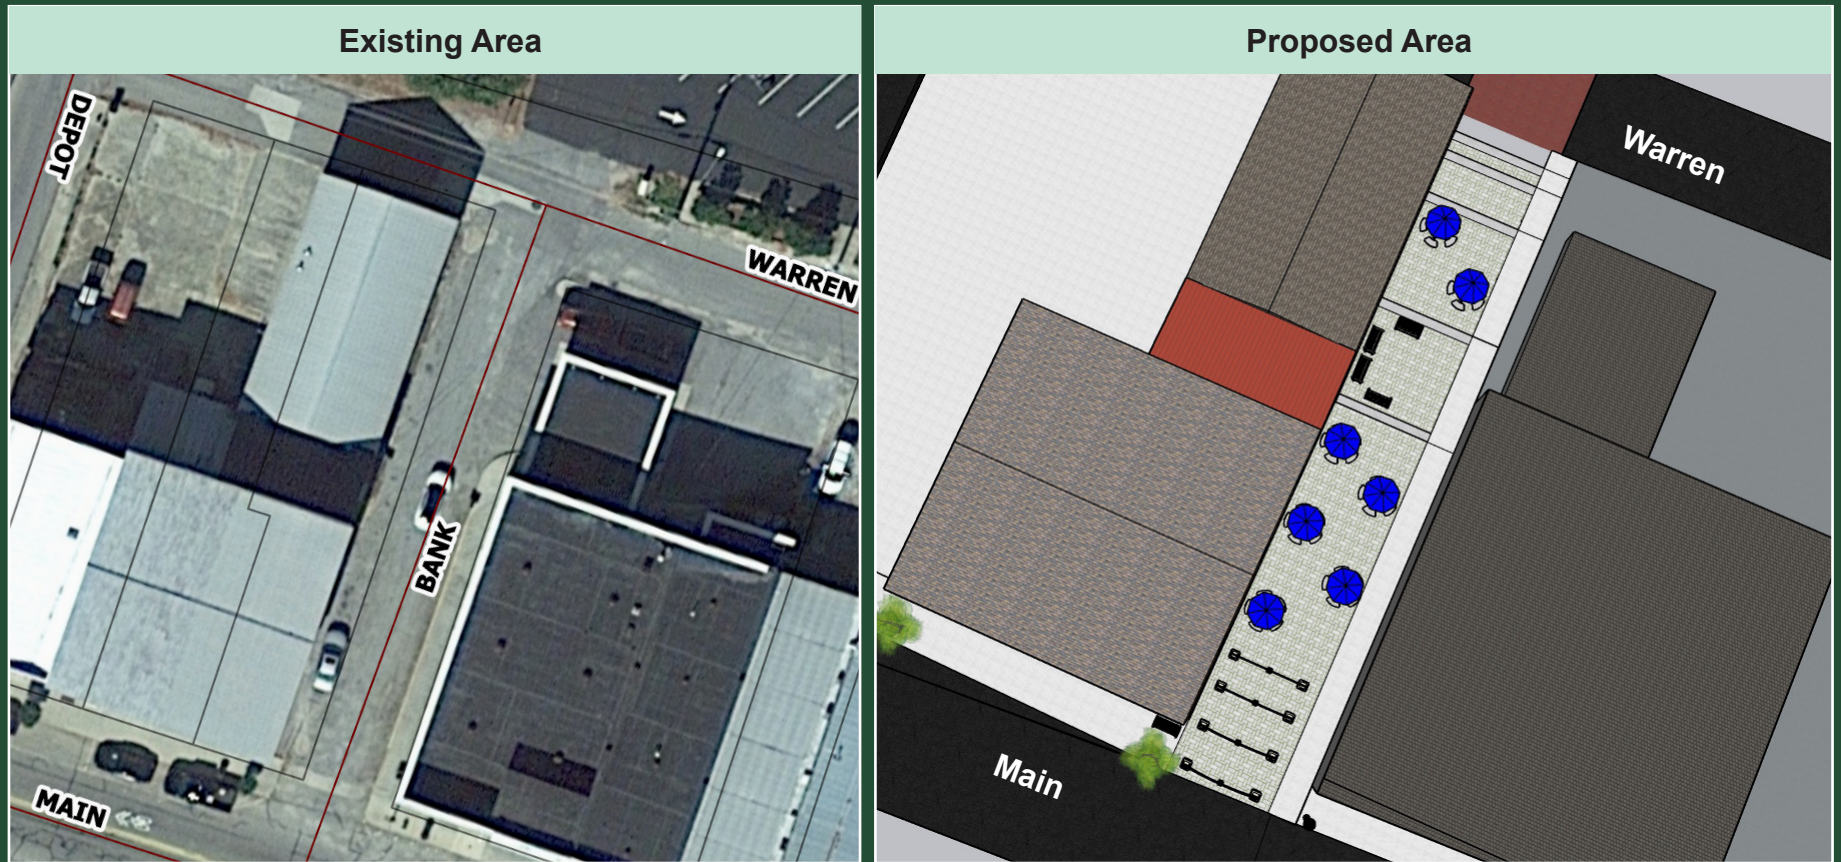 Existing Area
Proposed Area
DEPOT
WARREN
BANK
MAIN
Warren
Main